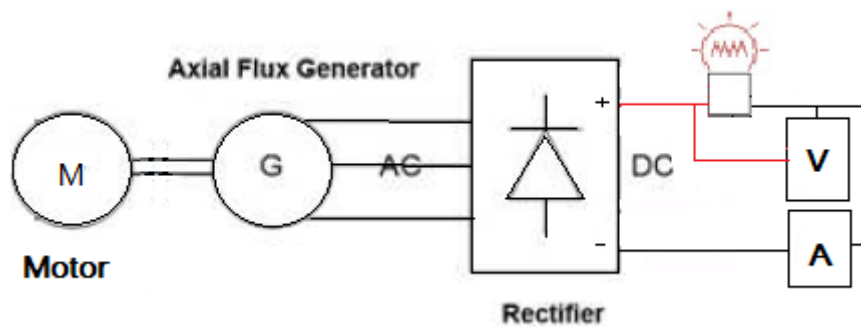 Axial Flux Generator
M
G
AC
+
DC
-
V
A
Motor
Rectifier